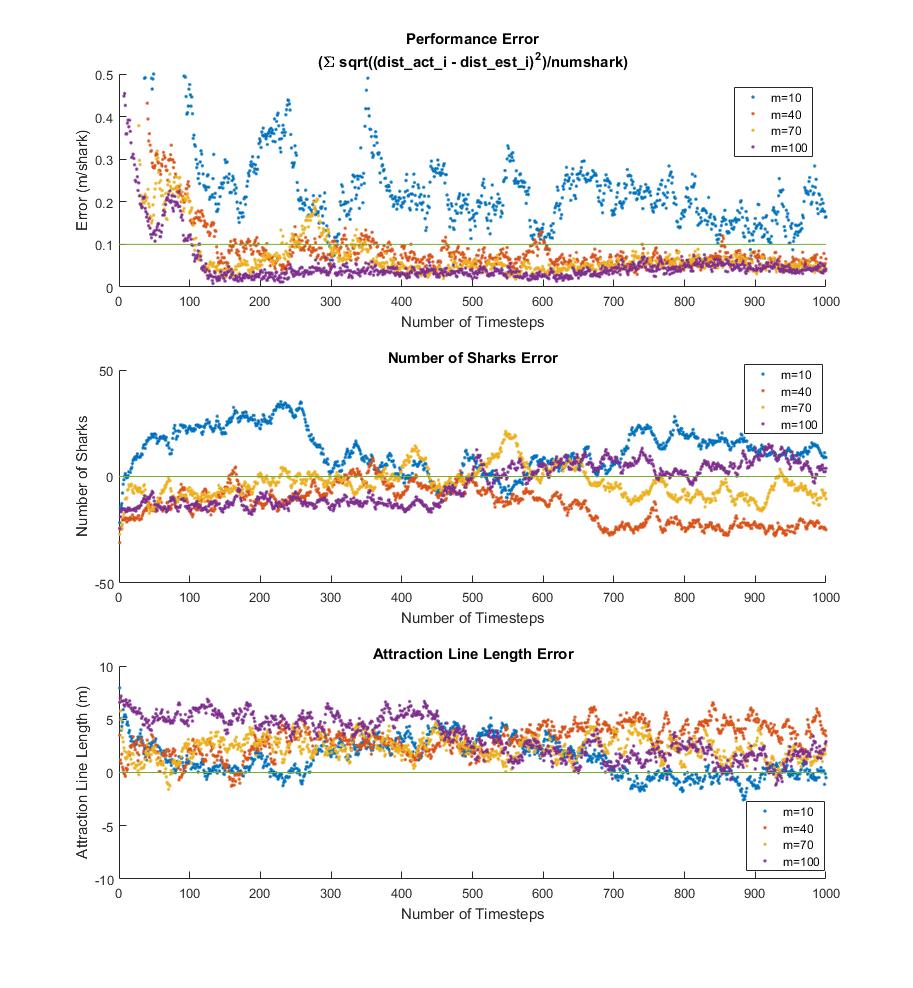 Performance Error
(Σ sqrt((dist_act_i - dist_est_i)²)/numshark)
0.5
0.4
0.3
0.2
0.1
0
Error (m/shark)
m=10
m=40
m=70
m=100
0 100 200 300 400 500 600 700 800 900 1000
Number of Timesteps
Number of Sharks Error
50
0
-50
Number of Sharks
m=10
m=40
m=70
m=100
0 100 200 300 400 500 600 700 800 900 1000
Number of Timesteps
Attraction Line Length Error
10
5
0
-5
-10
Attraction Line Length (m)
m=10
m=40
m=70
m=100
0 100 200 300 400 500 600 700 800 900 1000
Number of Timesteps